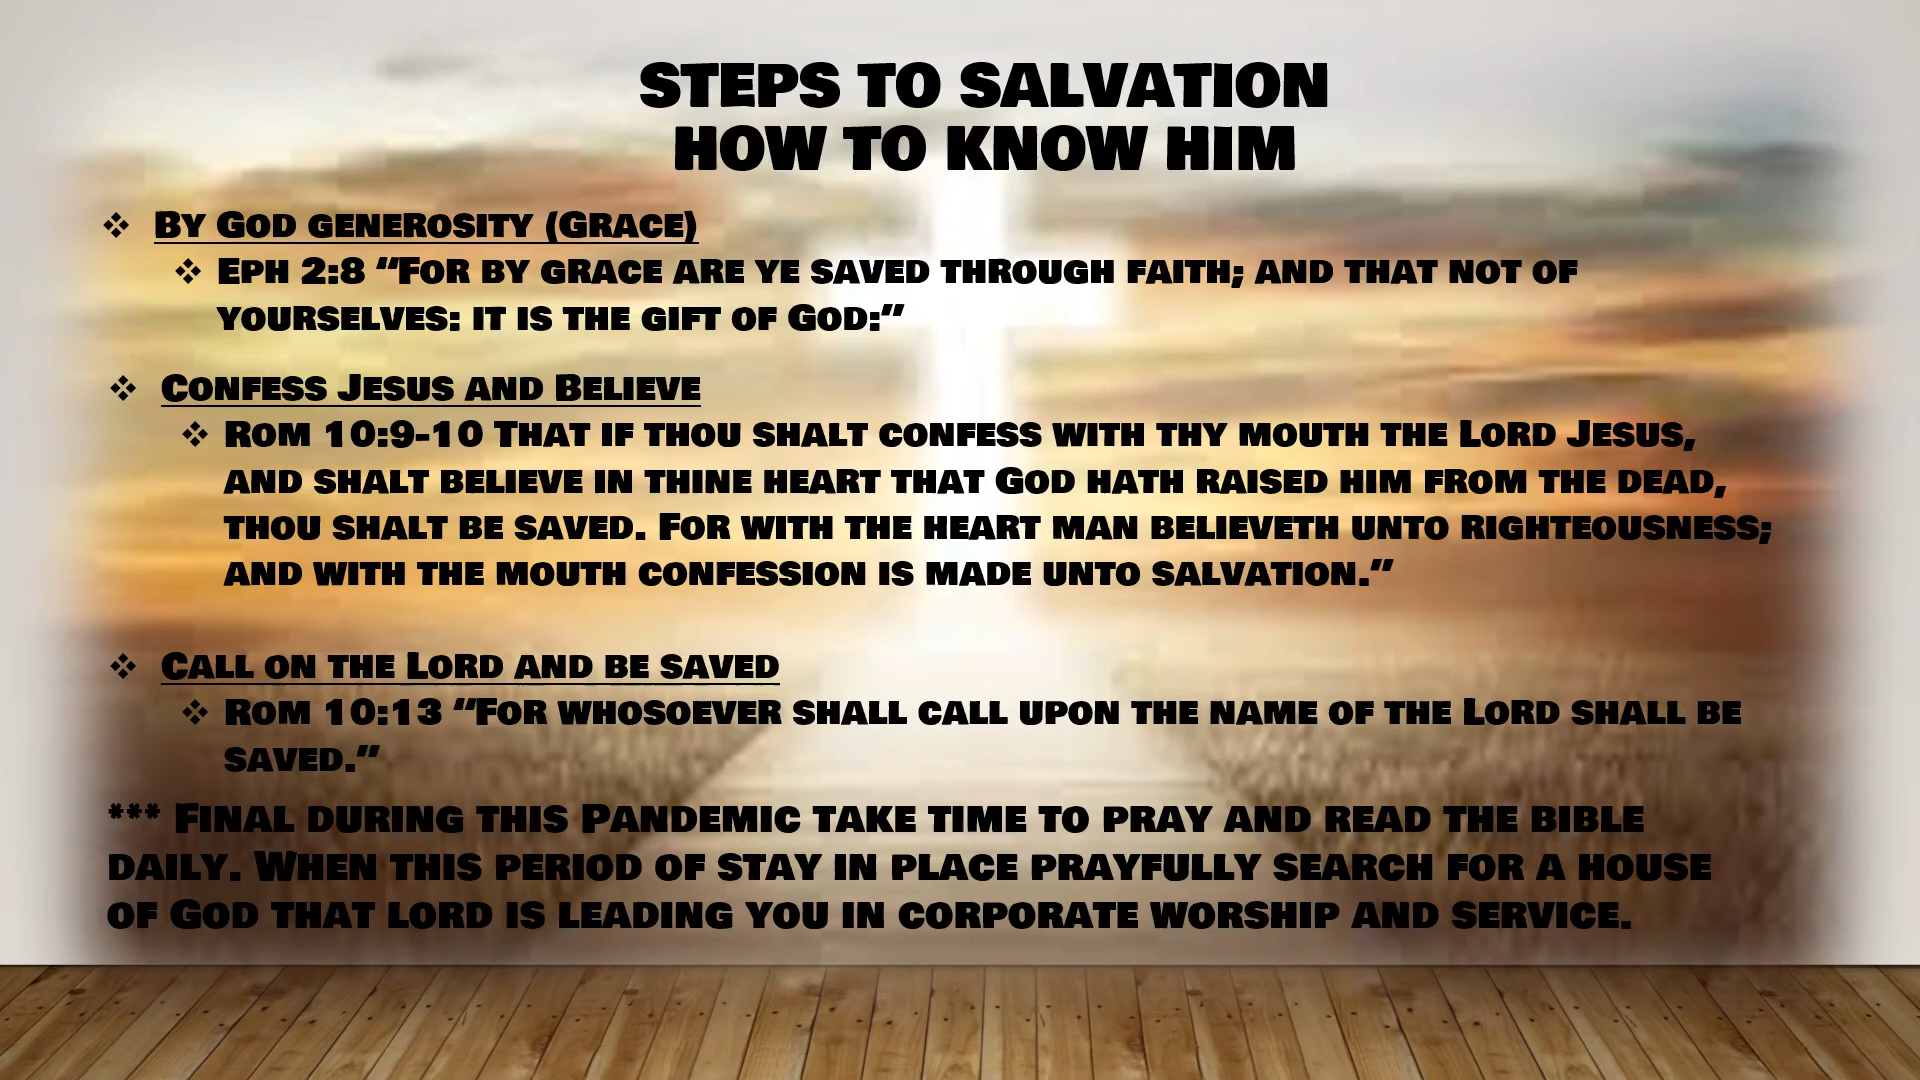 STEPS TO SALVATION
HOW TO KNOW HIM
❖ By God generosity (Grace)
❖ Eph 2:8 “For by grace are ye saved through faith; and that not of
yourselves: it is the gift of God:”
❖ Confess Jesus and Believe
❖ Rom 10:9-10 That if thou shalt confess with thy mouth the Lord Jesus,
and shalt believe in thine heart that God hath raised him from the dead,
thou shalt be saved. For with the heart man believeth unto righteousness;
and with the mouth confession is made unto salvation.”
❖ Call on the Lord and be saved
❖ Rom 10:13 “For whosoever shall call upon the name of the Lord shall be
saved.”
*** Final during this Pandemic take time to pray and read the bible
daily. When this period of stay in place prayfully search for a house
of God that lord is leading you in corporate worship and service.